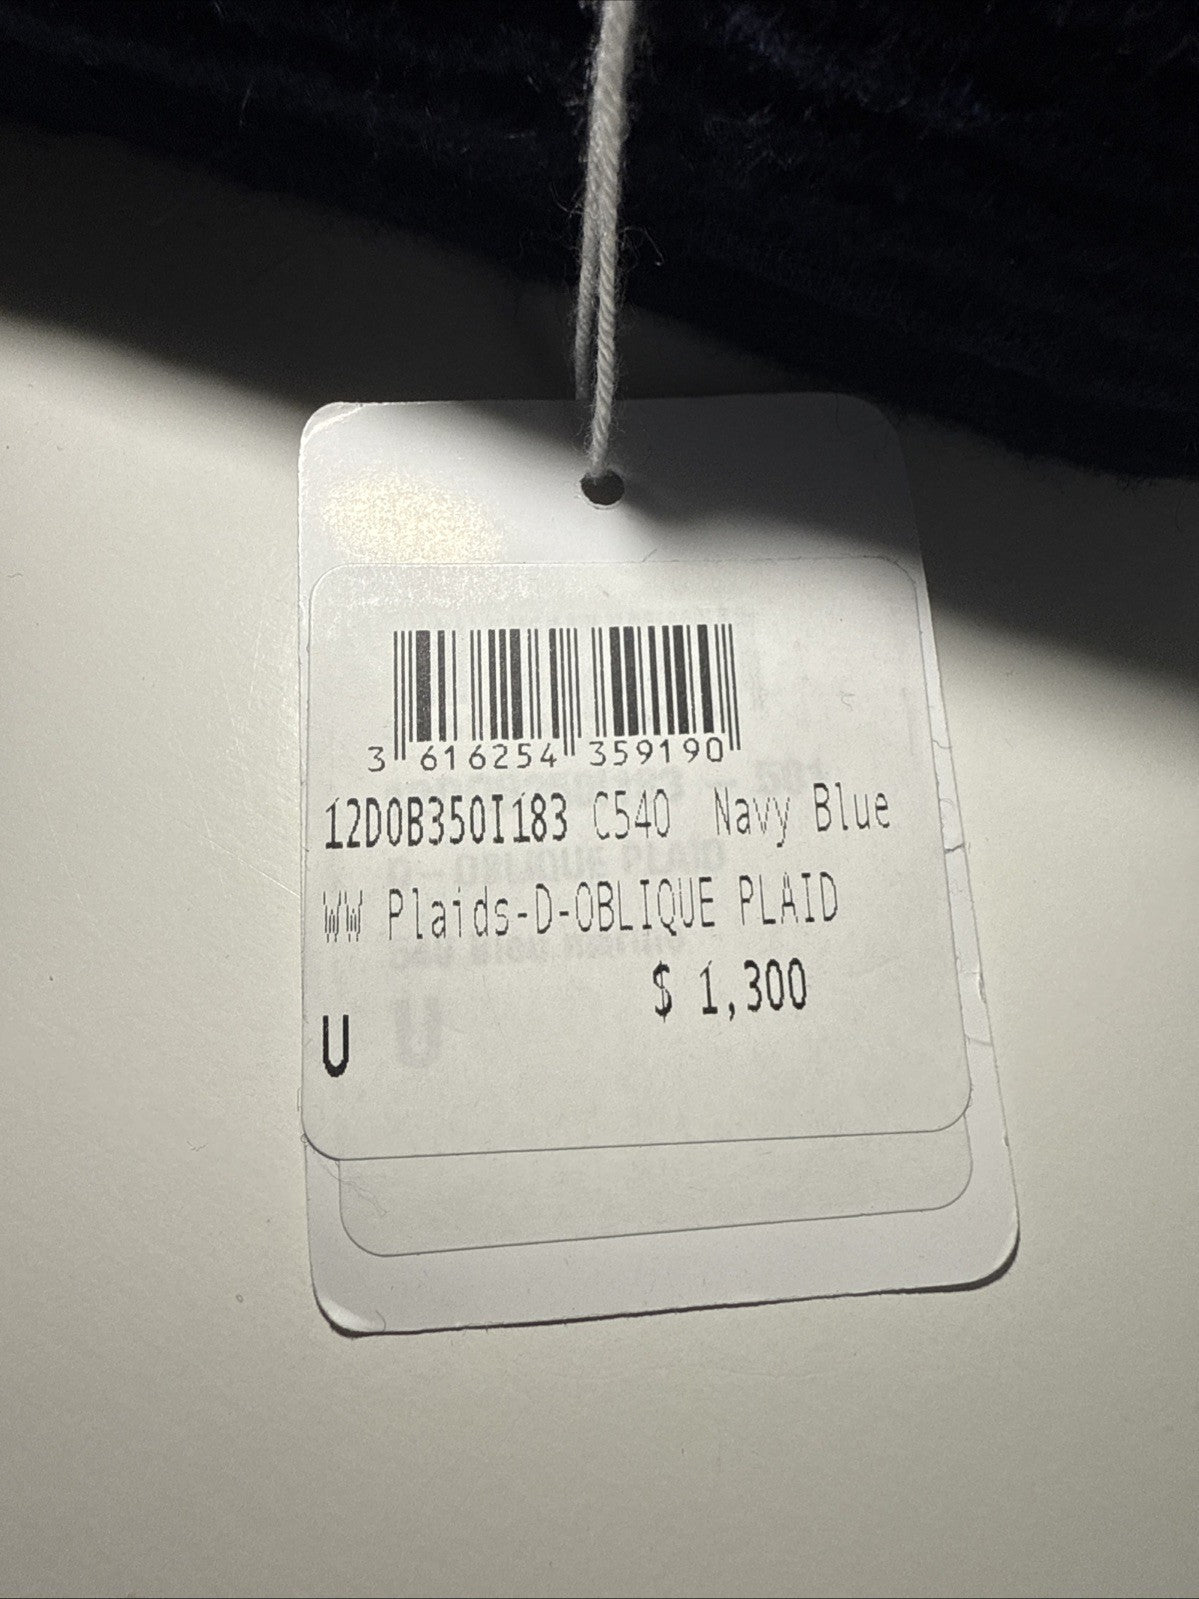 3 616254 359190
12D0B350I183 C540 Navy Blue
WW Plaids-D-OBLIQUE PLAID
$ 1,300
U